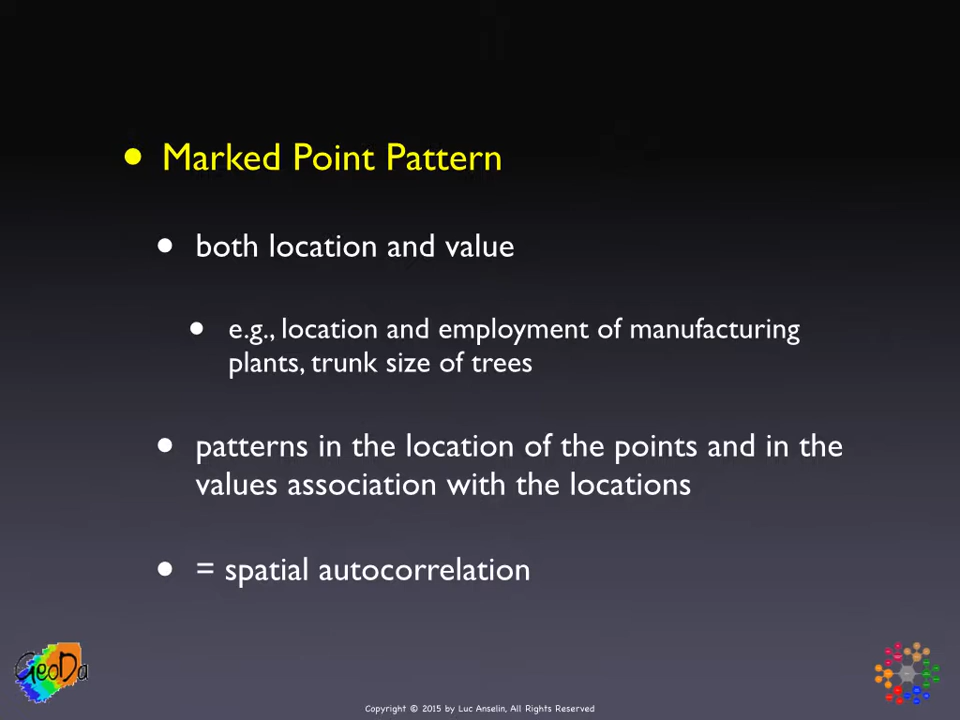 • Marked Point Pattern
• both location and value
• e.g., location and employment of manufacturing
plants, trunk size of trees
• patterns in the location of the points and in the
values association with the locations
• = spatial autocorrelation
GeoDa
Copyright © 2015 by Luc Anselin, All Rights Reserved